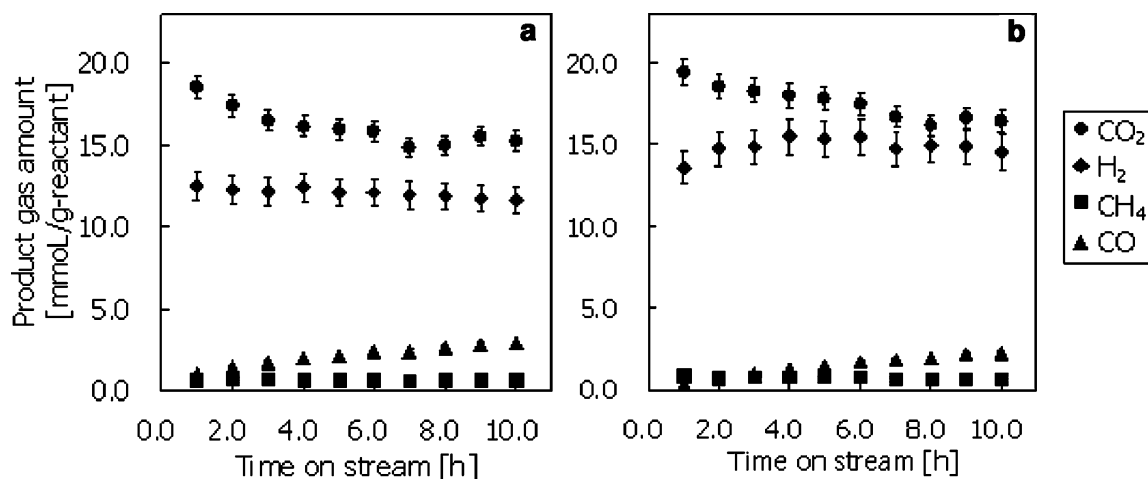 Product gas amount
[mmoL/g-reactant]
a
20.0
15.0
10.0
5.0
0.0
0.0 2.0 4.0 6.0 8.0 10.0
Time on stream [h]
b
20.0
15.0
10.0
5.0
0.0
0.0 2.0 4.0 6.0 8.0 10.0
Time on stream [h]
CO₂
H₂
CH₄
CO